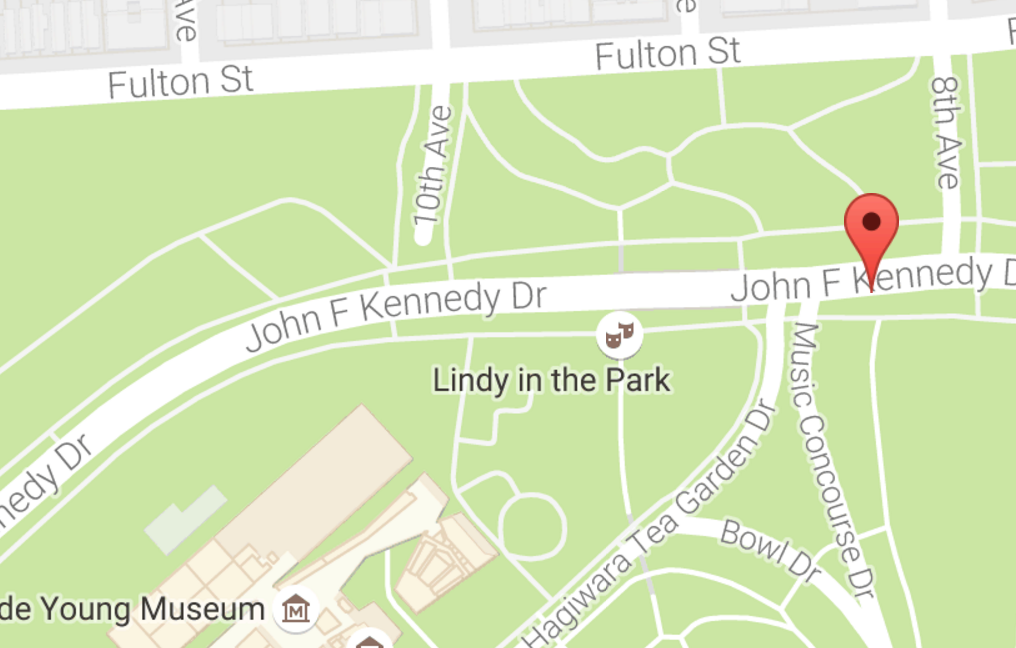 Ave
e
Fulton St
Fulton St
F
10th Ave
8th Ave
John F Kennedy Dr
John F Kennedy D
Lindy in the Park
Music Concourse Dr
nedy Dr
Hagiwara Tea Garden Dr
Bowl Dr
de Young Museum
M